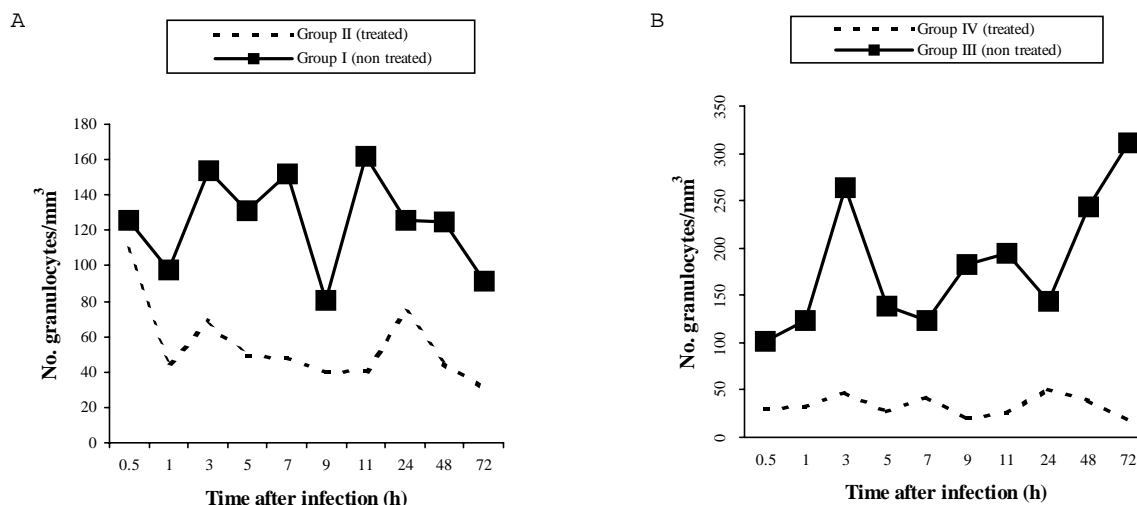 A
Group II (treated)
Group I (non treated)
No. granulocytes/mm³
180
160
140
120
100
80
60
40
20
0
0.5 1 3 5 7 9 11 24 48 72
Time after infection (h)
B
Group IV (treated)
Group III (non treated)
No. granulocytes/mm³
350
300
250
200
150
100
50
0
0.5 1 3 5 7 9 11 24 48 72
Time after infection (h)